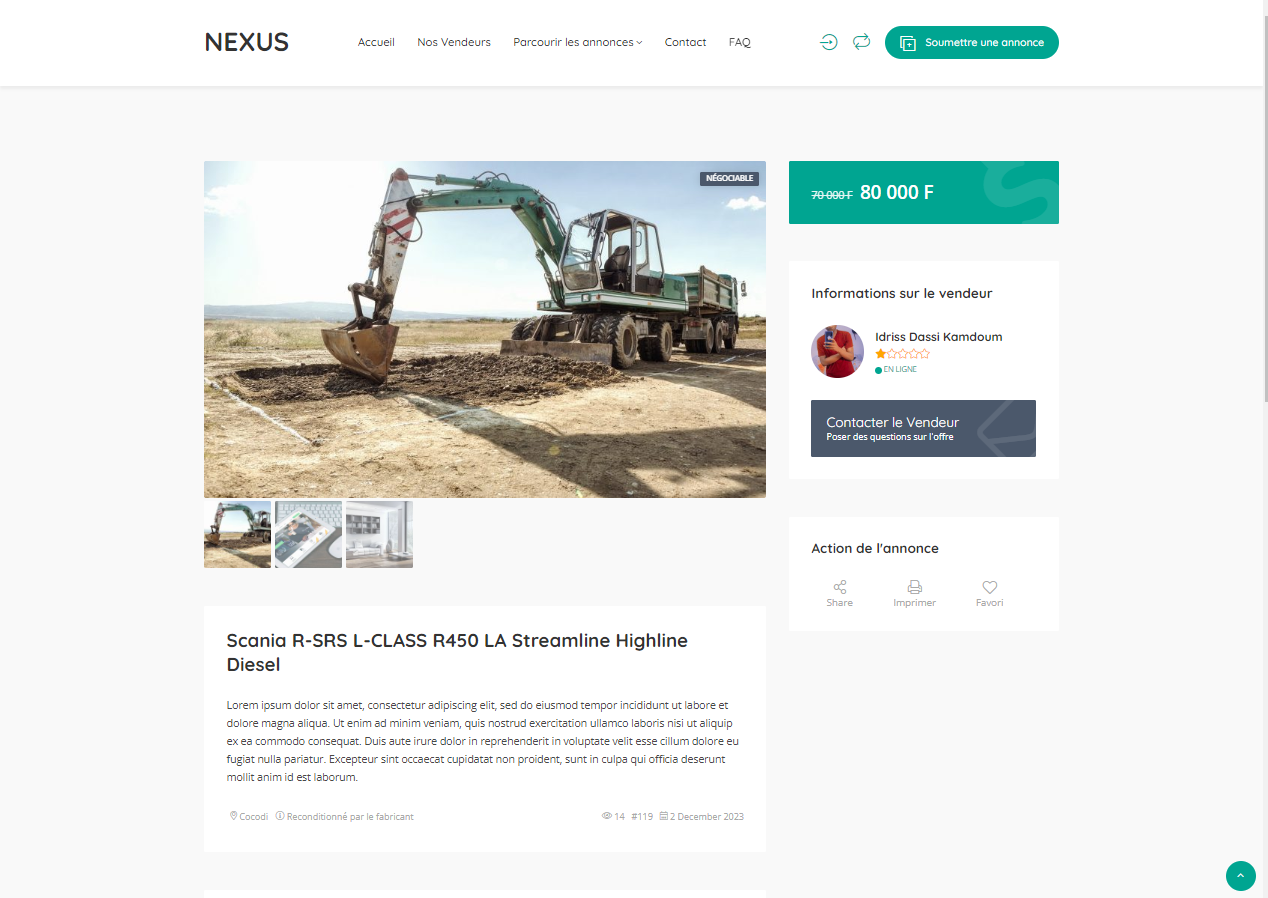 NEXUS
Accueil
Nos Vendeurs
Parcourir les annonces
Contact
FAQ
Soumettre une annonce
NÉGOCIABLE
70 000 F 80 000 F
Informations sur le vendeur
Idriss Dassi Kamdoum
EN LIGNE
Contacter le Vendeur
Poser des questions sur l'offre
Action de l'annonce
Share
Imprimer
Favori
Scania R-SRS L-CLASS R450 LA Streamline Highline
Diesel
Lorem ipsum dolor sit amet, consectetur adipiscing elit, sed do eiusmod tempor incididunt ut labore et
dolore magna aliqua. Ut enim ad minim veniam, quis nostrud exercitation ullamco laboris nisi ut aliquip
ex ea commodo consequat. Duis aute irure dolor in reprehenderit in voluptate velit esse cillum dolore eu
fugiat nulla pariatur. Excepteur sint occaecat cupidatat non proident, sunt in culpa qui officia deserunt
mollit anim id est laborum.
Cocodi Reconditionné par le fabricant
14 #119 2 December 2023